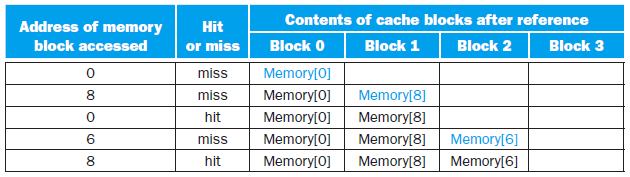 Address of memory block accessed Hit or miss Contents of cache blocks after reference
Block 0 Block 1 Block 2 Block 3
0 miss Memory[0]
8 miss Memory[0] Memory[8]
0 hit Memory[0] Memory[8]
6 miss Memory[0] Memory[8] Memory[6]
8 hit Memory[0] Memory[8] Memory[6]